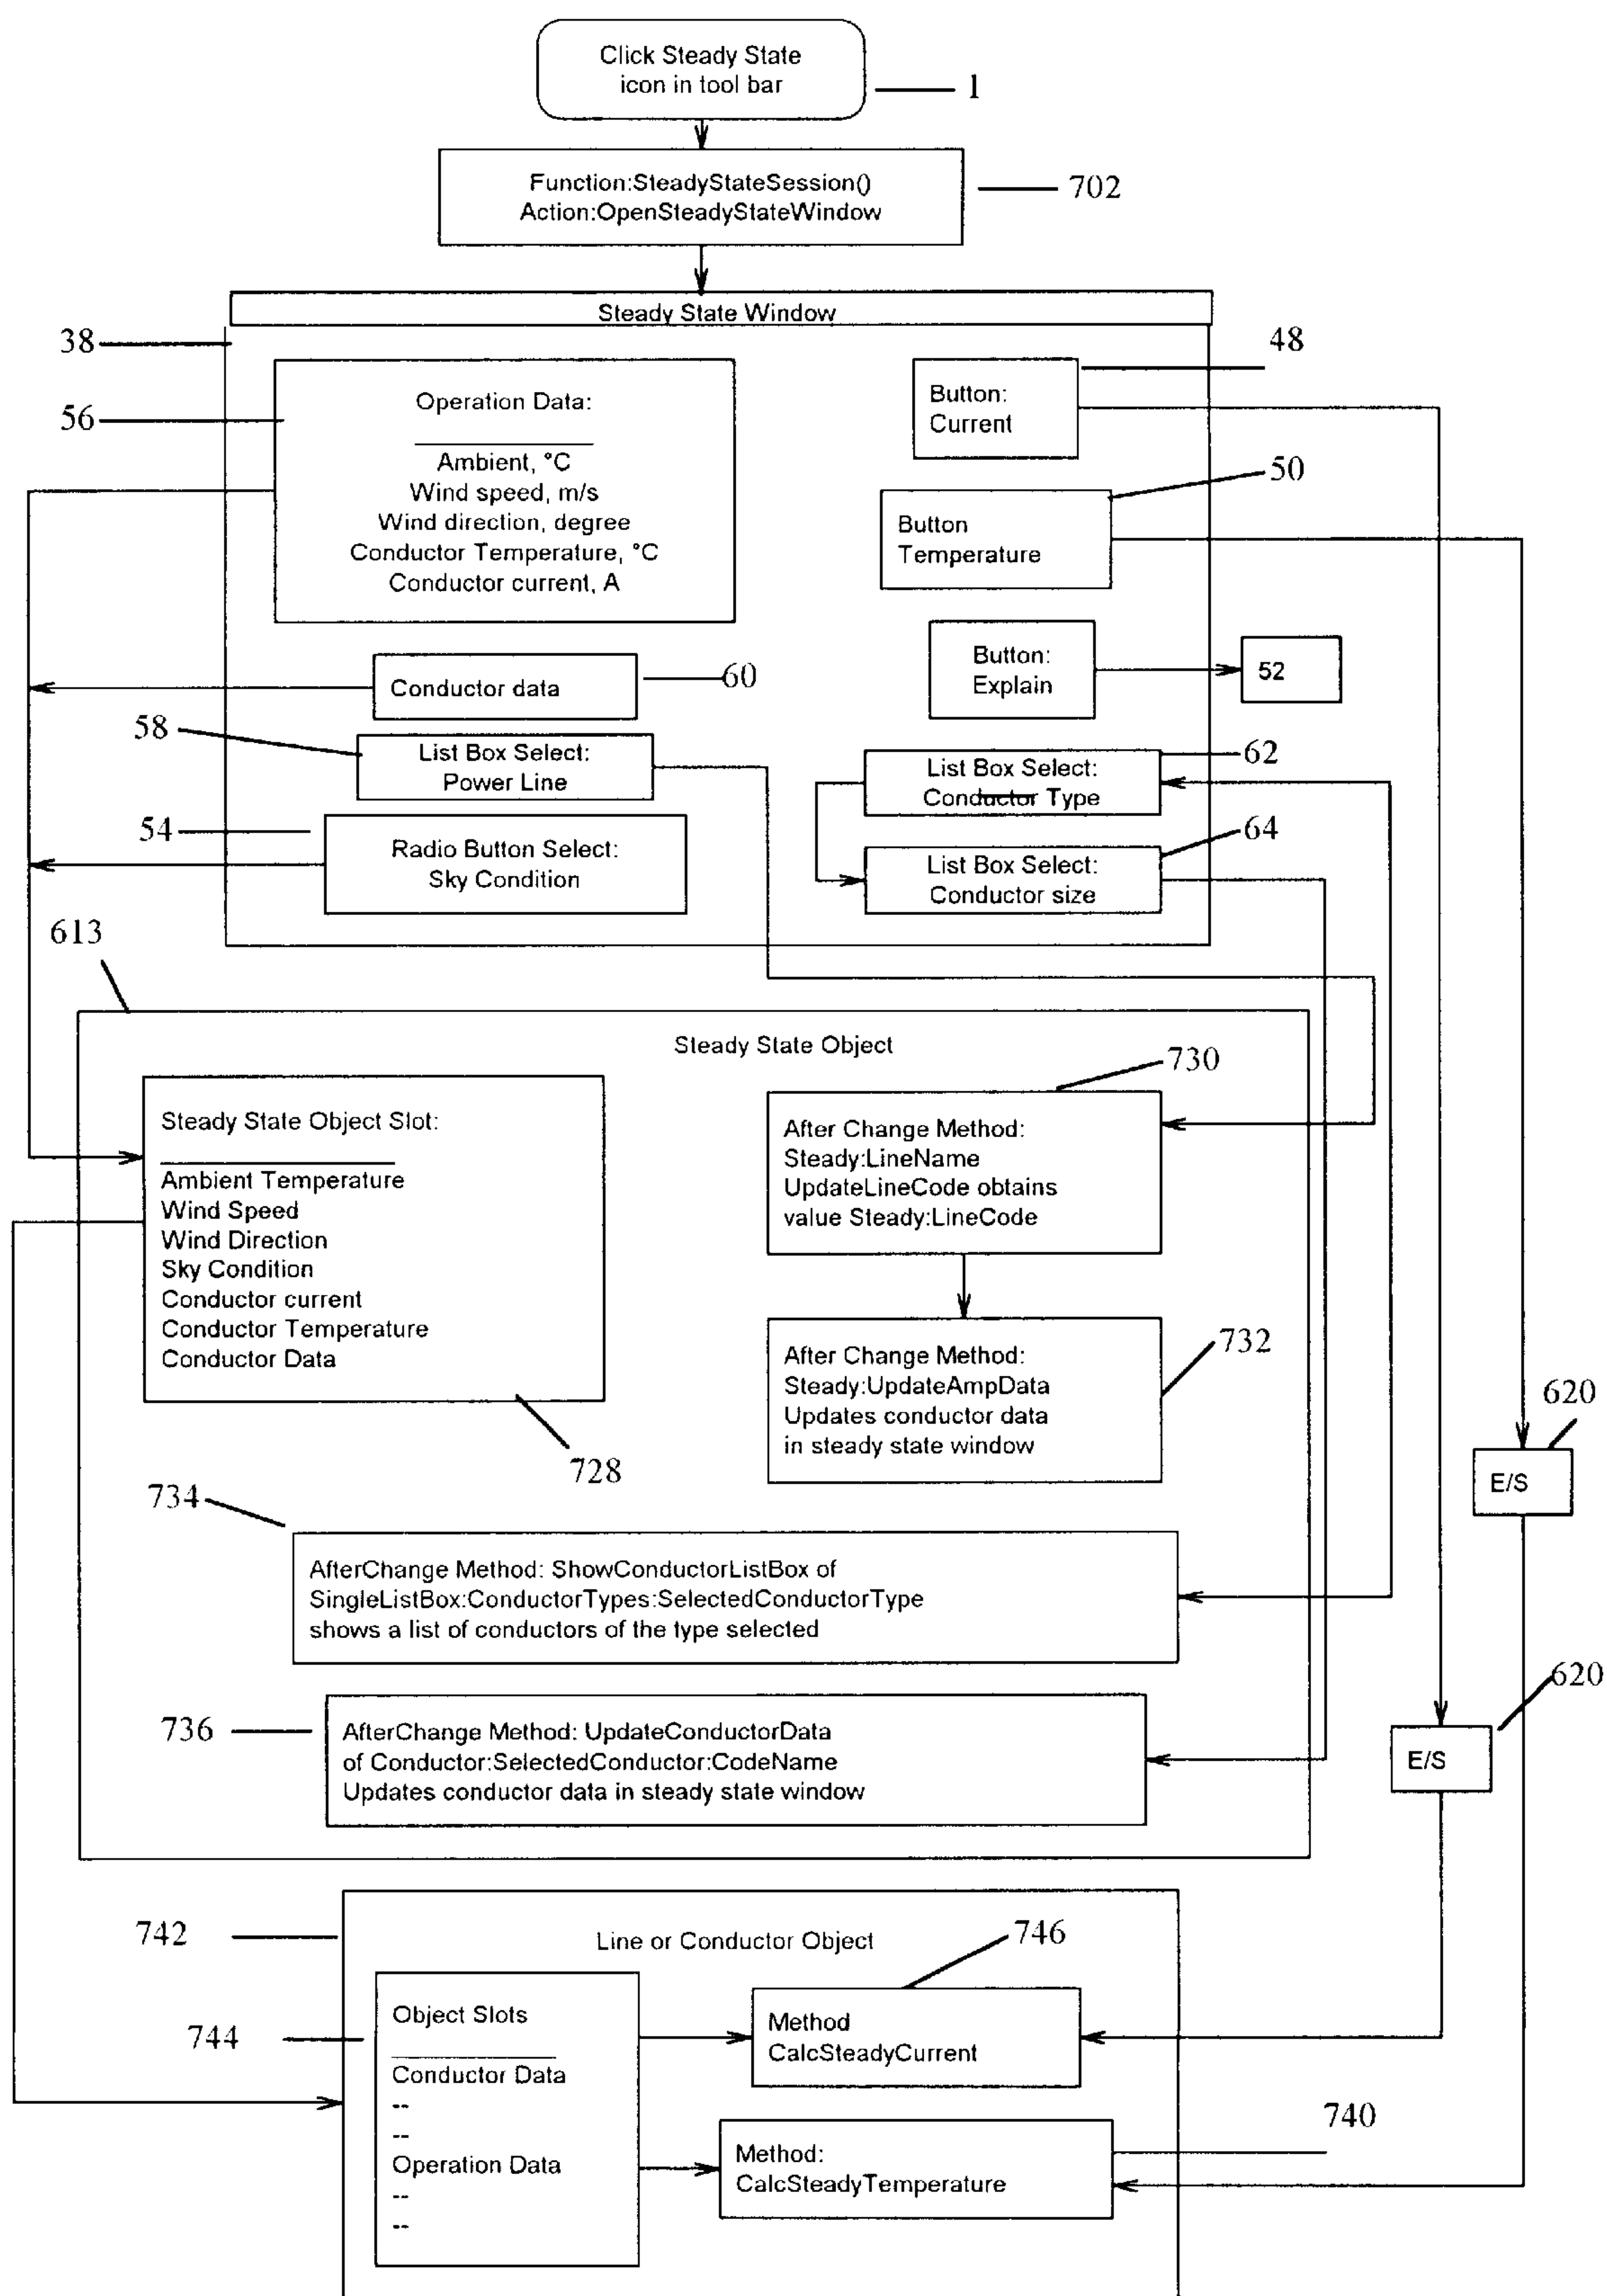 Click Steady State
icon in tool bar
1
Function:SteadyStateSession()
Action:OpenSteadyStateWindow
702
Steady State Window
38
48
Button:
Current
56
Operation Data:
Ambient, °C
Wind speed, m/s
Wind direction, degree
Conductor Temperature, °C
Conductor current, A
50
Button
Temperature
Button:
Explain
52
Conductor data
60
58
List Box Select:
Power Line
62
List Box Select:
Conductor Type
54
Radio Button Select:
Sky Condition
64
List Box Select:
Conductor size
613
Steady State Object
730
Steady State Object Slot:
Ambient Temperature
Wind Speed
Wind Direction
Sky Condition
Conductor current
Conductor Temperature
Conductor Data
728
After Change Method:
Steady:LineName
UpdateLineCode obtains
value Steady:LineCode
732
After Change Method:
Steady:UpdateAmpData
Updates conductor data
in steady state window
620
E/S
734
AfterChange Method: ShowConductorListBox of
SingleListBox:ConductorTypes:SelectedConductorType
shows a list of conductors of the type selected
620
E/S
736
AfterChange Method: UpdateConductorData
of Conductor:SelectedConductor:CodeName
Updates conductor data in steady state window
742
Line or Conductor Object
746
744
Object Slots
Conductor Data
--
--
Operation Data
--
--
Method
CalcSteadyCurrent
740
Method:
CalcSteadyTemperature